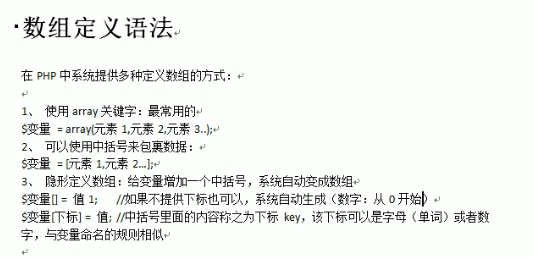 ·数组定义语法
在 PHP 中系统提供多种定义数组的方式：
1、 使用 array 关键字：最常用的
$变量 = array(元素 1,元素 2,元素 3..);
2、 可以使用中括号来包裹数据：
$变量 = [元素 1,元素 2…];
3、 隐形定义数组：给变量增加一个中括号，系统自动变成数组
$变量[] = 值 1; //如果不提供下标也可以，系统自动生成（数字：从 0 开始）
$变量[下标] = 值; //中括号里面的内容称之为下标 key，该下标可以是字母（单词）或者数
字，与变量命名的规则相似